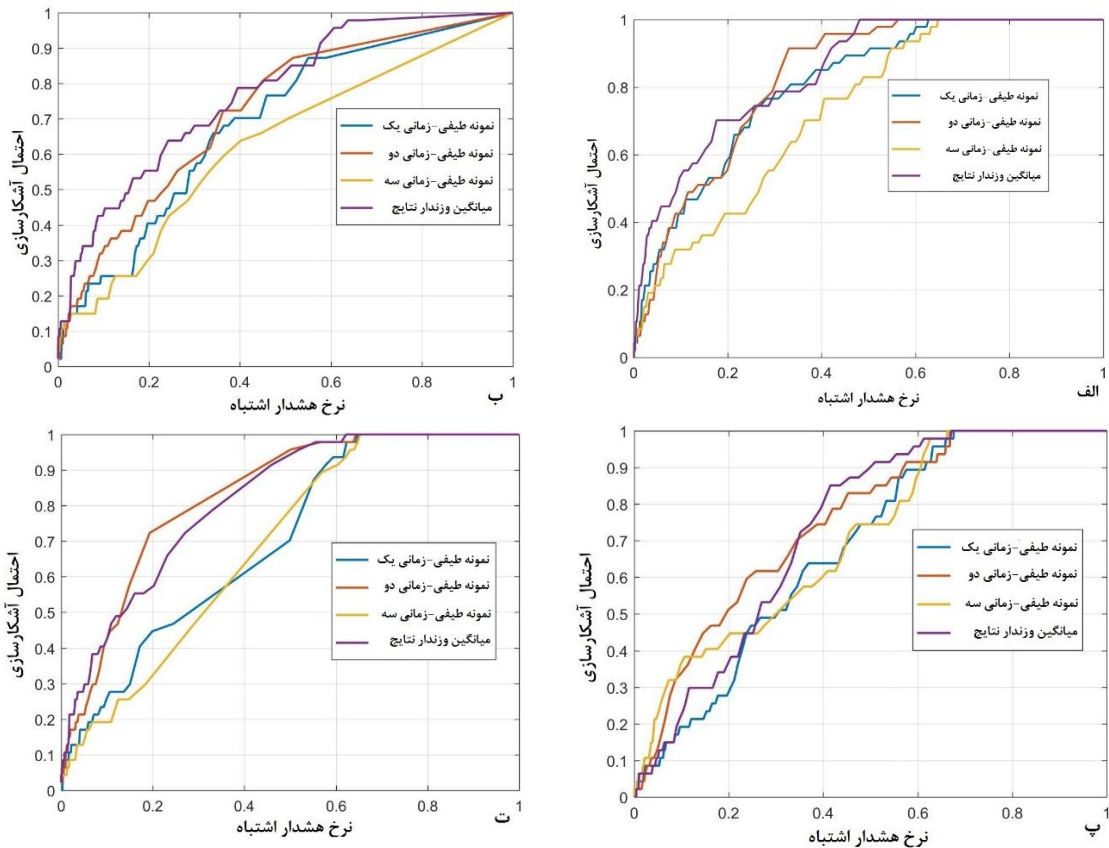 1
0.9
0.8
0.7
0.6
0.5
0.4
0.3
0.2
0.1
0
احتمال آشکارسازی
نمونه طیفی-زمانی یک
نمونه طیفی-زمانی دو
نمونه طیفی-زمانی سه
میانگین وزندار نتایج
0 0.2 0.4 0.6 0.8 1
نرخ هشدار اشتباه
الف
1
0.9
0.8
0.7
0.6
0.5
0.4
0.3
0.2
0.1
0
احتمال آشکارسازی
نمونه طیفی-زمانی یک
نمونه طیفی-زمانی دو
نمونه طیفی-زمانی سه
میانگین وزندار نتایج
0 0.2 0.4 0.6 0.8 1
نرخ هشدار اشتباه
ب
1
0.9
0.8
0.7
0.6
0.5
0.4
0.3
0.2
0.1
0
احتمال آشکارسازی
نمونه طیفی-زمانی یک
نمونه طیفی-زمانی دو
نمونه طیفی-زمانی سه
میانگین وزندار نتایج
0 0.2 0.4 0.6 0.8 1
نرخ هشدار اشتباه
پ
1
0.9
0.8
0.7
0.6
0.5
0.4
0.3
0.2
0.1
0
احتمال آشکارسازی
نمونه طیفی-زمانی یک
نمونه طیفی-زمانی دو
نمونه طیفی-زمانی سه
میانگین وزندار نتایج
0 0.2 0.4 0.6 0.8 1
نرخ هشدار اشتباه
ت